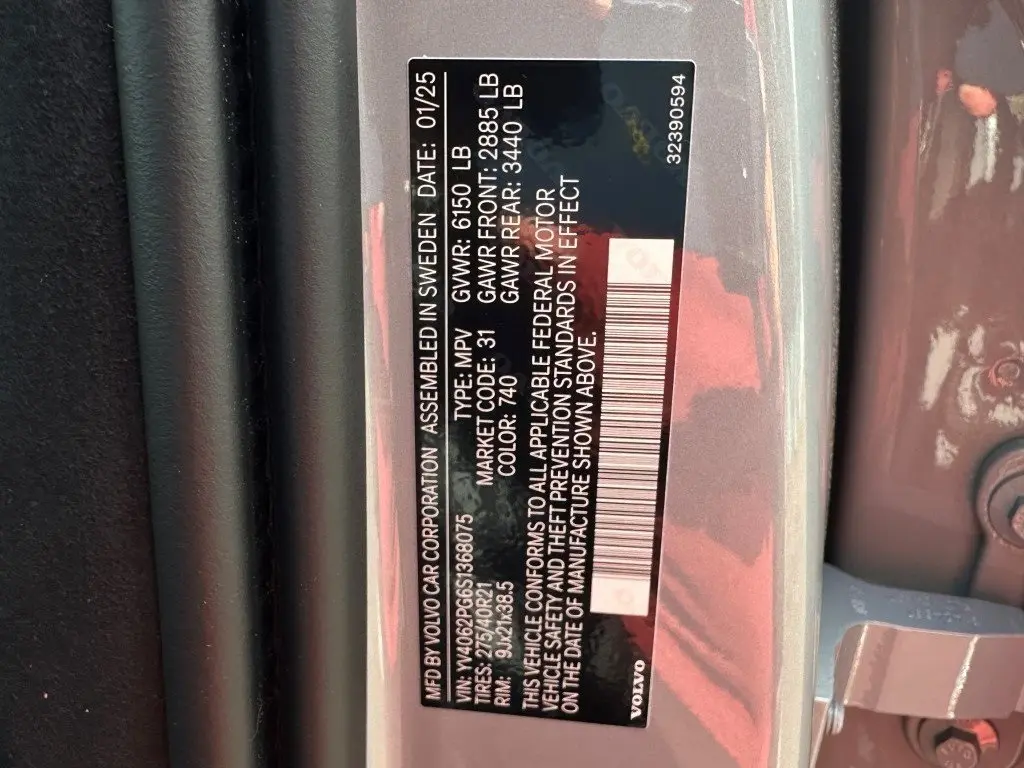 MFD BY VOLVO CAR CORPORATION ASSEMBLED IN SWEDEN DATE: 01/25
VIN: YV4062PG6S1368075 TYPE: MPV GVWR: 6150 LB
TIRES: 275/40R21 MARKET CODE: 31 GAWR FRONT: 2885 LB
RIM: 9Jx21x38.5 COLOR: 740 GAWR REAR: 3440 LB
THIS VEHICLE CONFORMS TO ALL APPLICABLE FEDERAL MOTOR
VEHICLE SAFETY AND THEFT PREVENTION STANDARDS IN EFFECT
ON THE DATE OF MANUFACTURE SHOWN ABOVE.
VOLVO 32390594